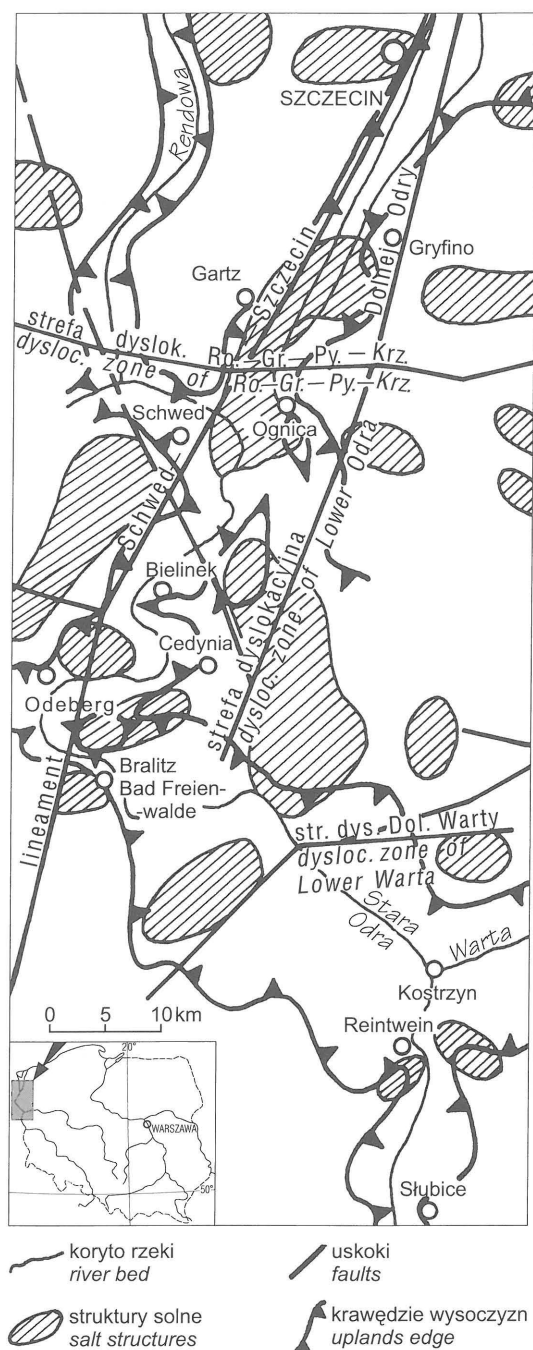 SZCZECIN
Rendowa
Szczecin
Dolnej Odry
Gryfino
Gartz
strefa dyslok. Ro.–Gr.–Py.–Krz.
dysloc. zone of Ro.–Gr.–Py.–Krz.
Schwed
Ognica
Schwed–
Bielinek
Cedynia
strefa dyslokacyjna
dysloc. zone of Lower Odra
Odeberg
Bralitz
Bad Freien-
-walde
lineament
str. dys. Dol. Warty
dysloc. zone of
Lower Warta
Stara
Odra
Warta
Kostrzyn
Reintwein
0 5 10 km
20°
WARSZAWA
50°
Słubice
koryto rzeki
river bed
uskoki
faults
struktury solne
salt structures
krawędzie wysoczyzn
uplands edge